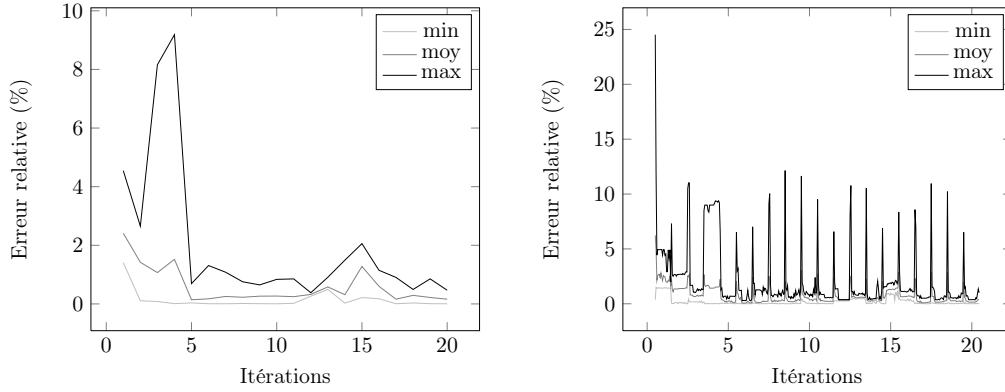 10
8
6
4
2
0
Erreur relative (%)
min
moy
max
0 5 10 15 20
Itérations
25
20
15
10
5
0
Erreur relative (%)
min
moy
max
0 5 10 15 20
Itérations